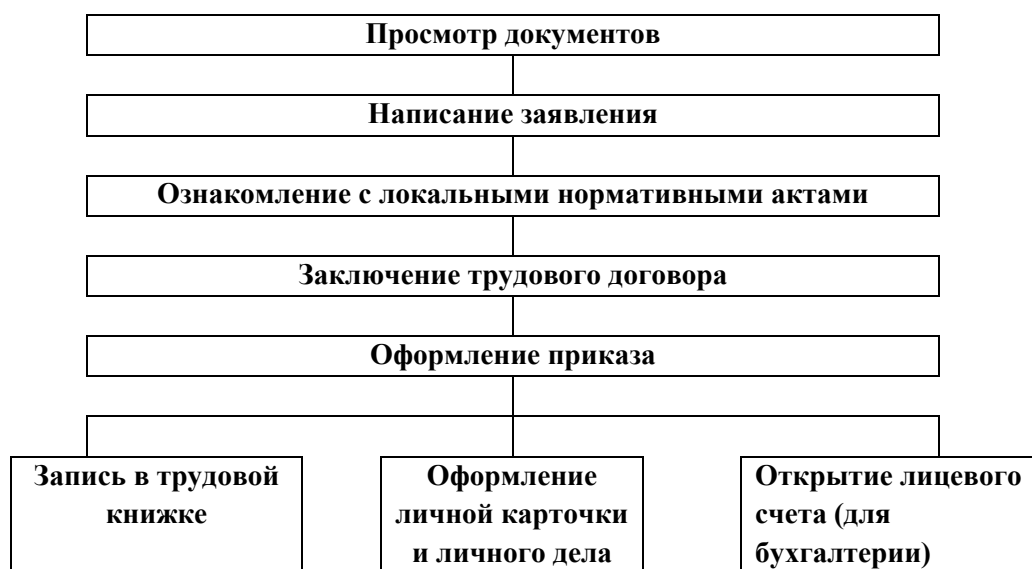 Просмотр документов
Написание заявления
Ознакомление с локальными нормативными актами
Заключение трудового договора
Оформление приказа
Запись в трудовой
книжке
Оформление
личной карточки
и личного дела
Открытие лицевого
счета (для
бухгалтерии)